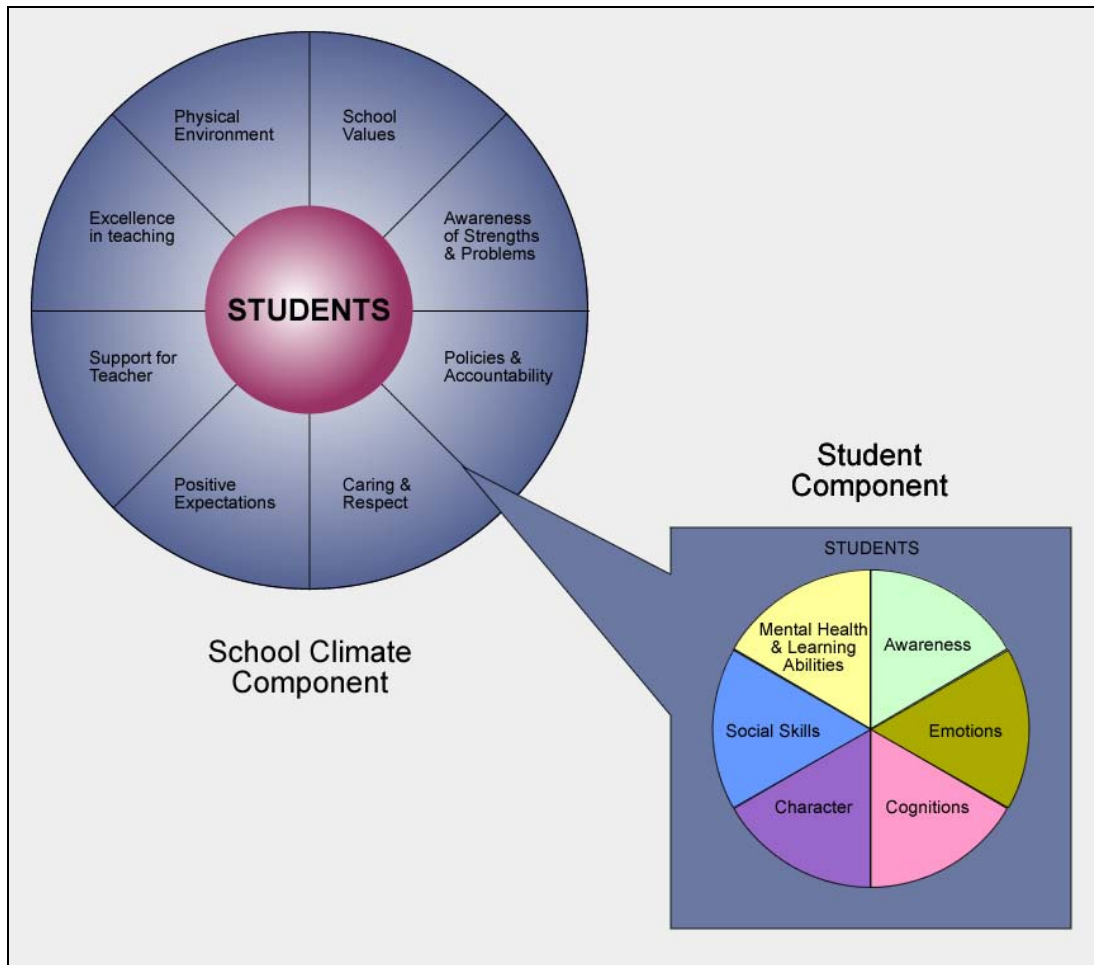 Physical
Environment
School
Values
Excellence
in teaching
Awareness
of Strengths
& Problems
STUDENTS
Support for
Teacher
Policies &
Accountability
Positive
Expectations
Caring &
Respect
School Climate
Component
Student
Component
STUDENTS
Mental Health
& Learning
Abilities
Awareness
Social Skills
Emotions
Character
Cognitions